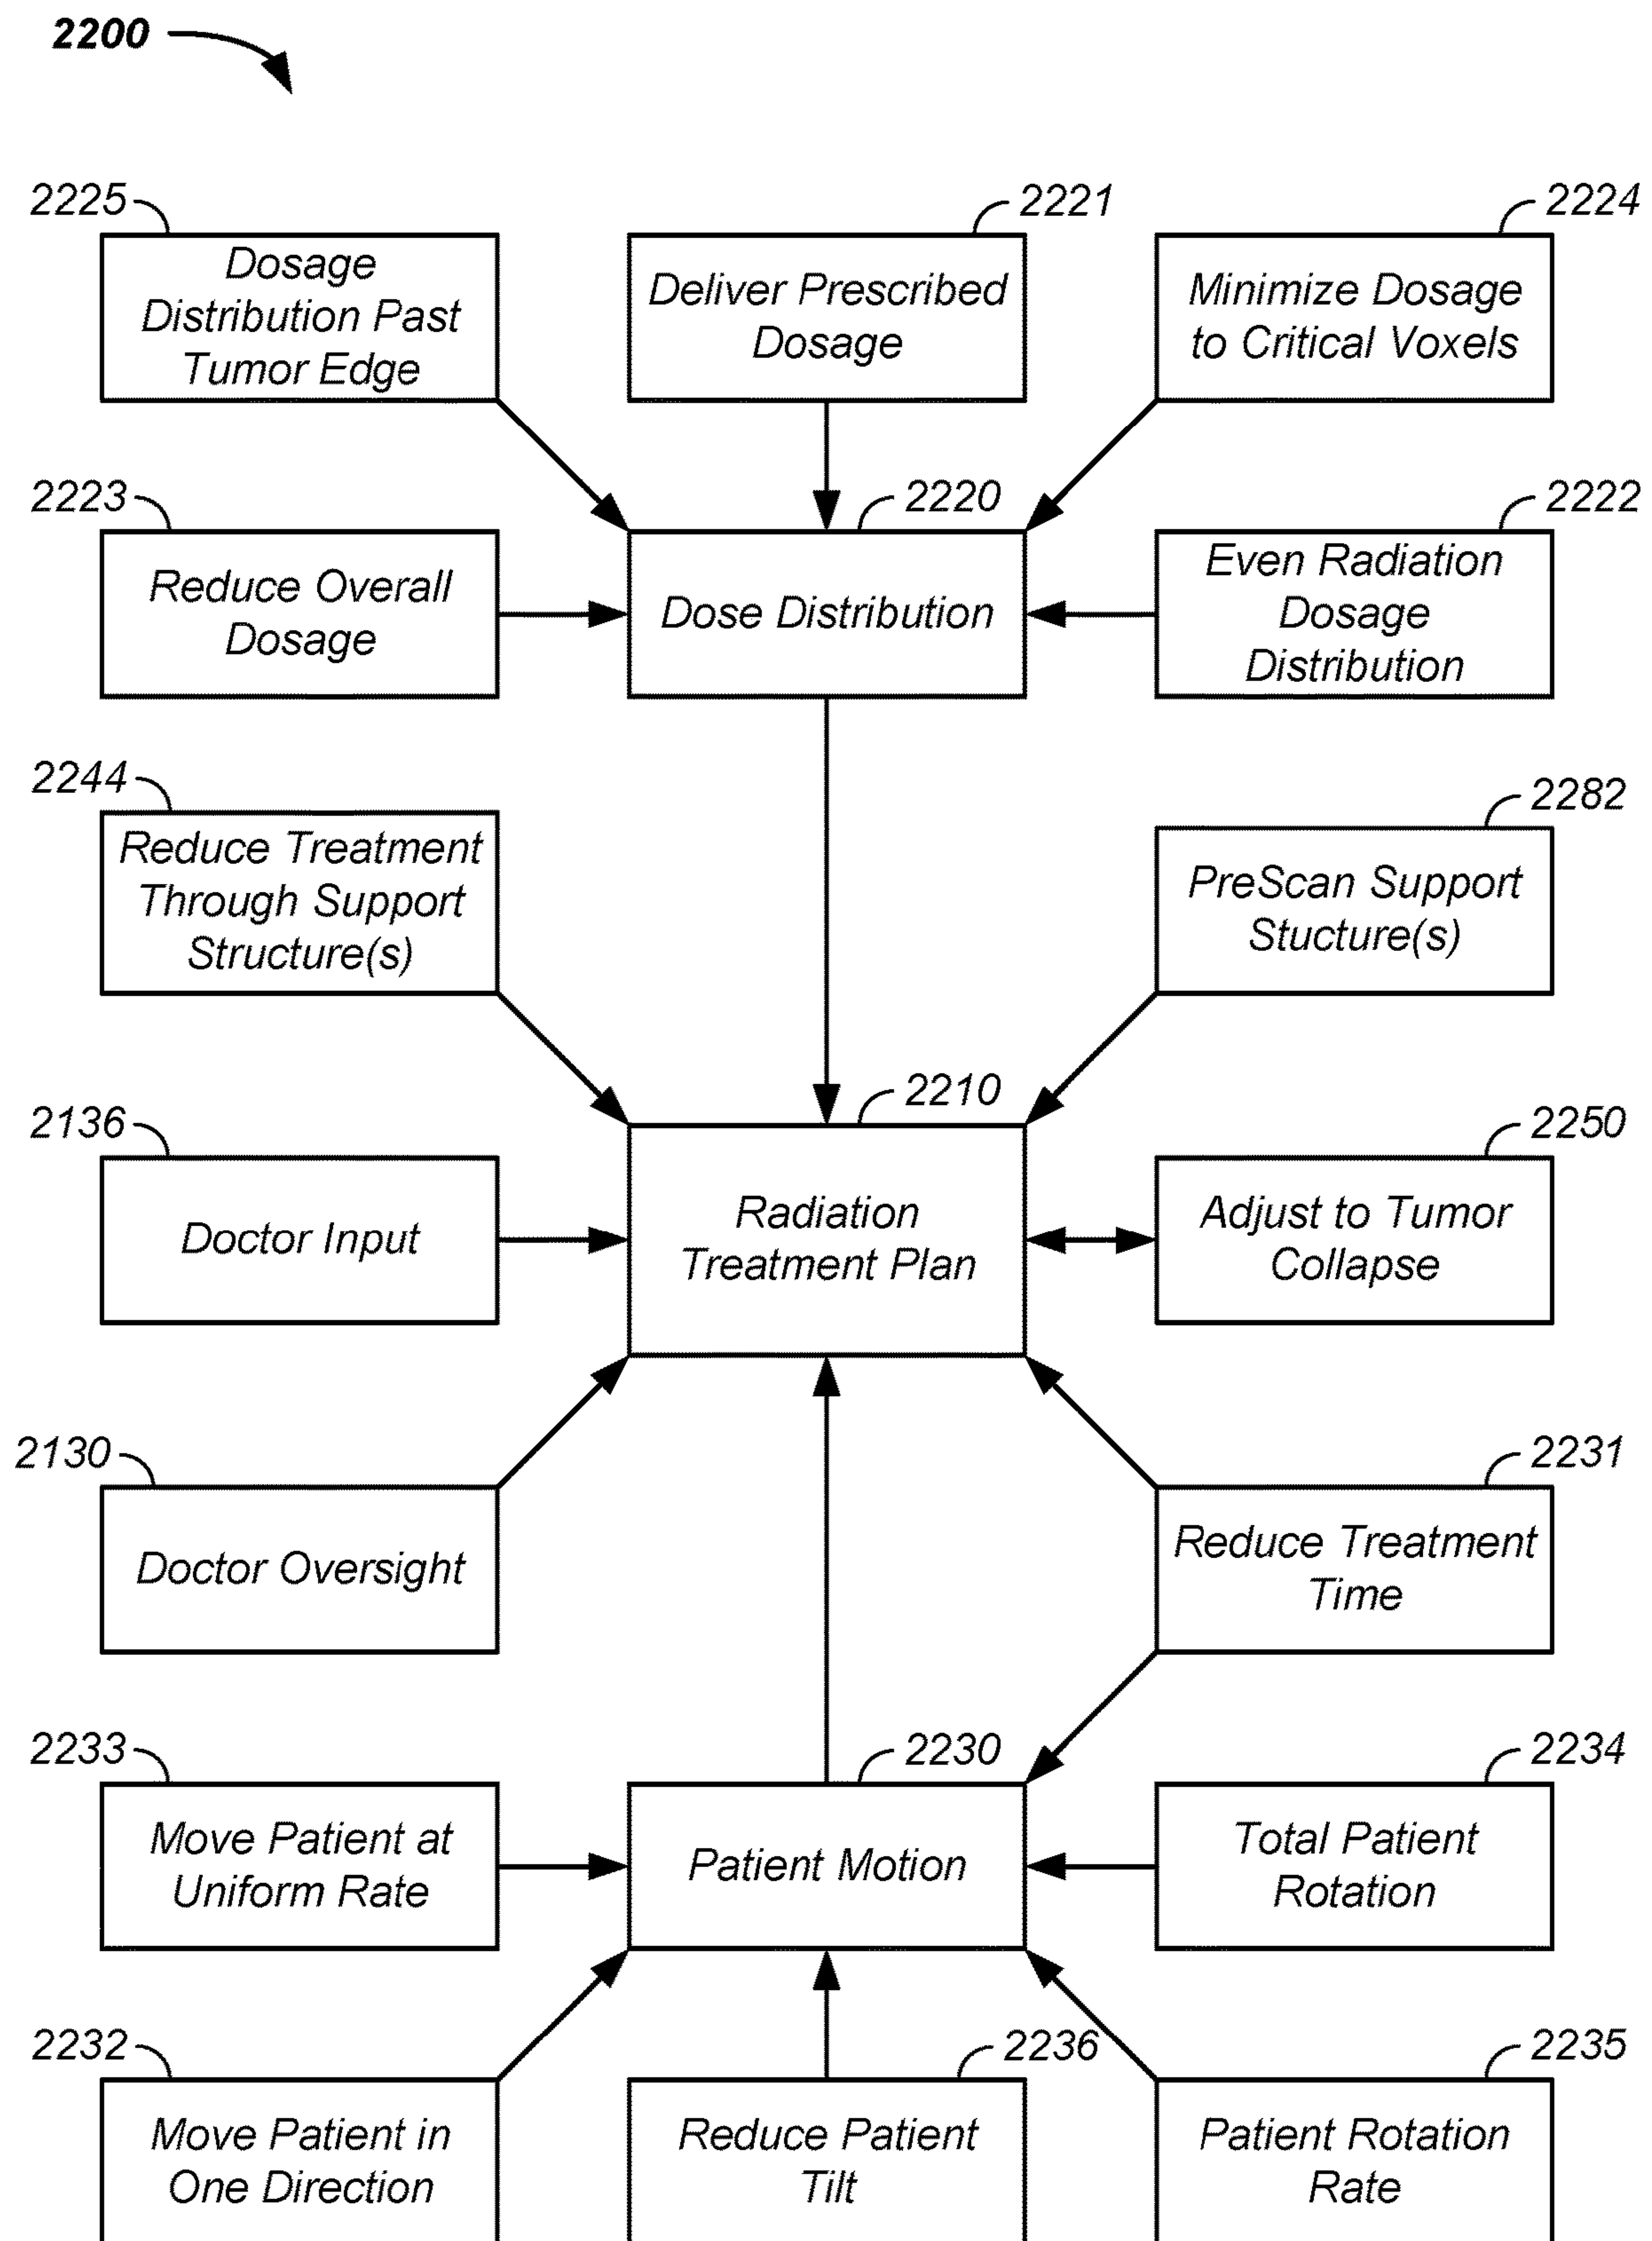 2200
2225
Dosage
Distribution Past
Tumor Edge
2221
Deliver Prescribed
Dosage
2224
Minimize Dosage
to Critical Voxels
2223
Reduce Overall
Dosage
2220
Dose Distribution
2222
Even Radiation
Dosage
Distribution
2244
Reduce Treatment
Through Support
Structure(s)
2282
PreScan Support
Stucture(s)
2136
Doctor Input
2210
Radiation
Treatment Plan
2250
Adjust to Tumor
Collapse
2130
Doctor Oversight
2231
Reduce Treatment
Time
2233
Move Patient at
Uniform Rate
2230
Patient Motion
2234
Total Patient
Rotation
2232
Move Patient in
One Direction
2236
Reduce Patient
Tilt
2235
Patient Rotation
Rate